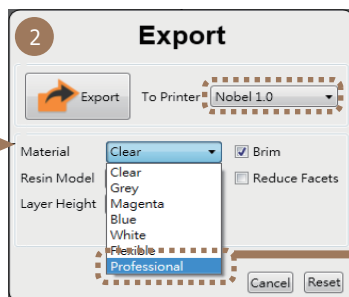 2 Export
Export To Printer Nobel 1.0
Material Clear Brim
Clear
Resin Model Grey Reduce Facets
Layer Height Magenta
Blue
White
Flexible
Professional
Cancel Reset